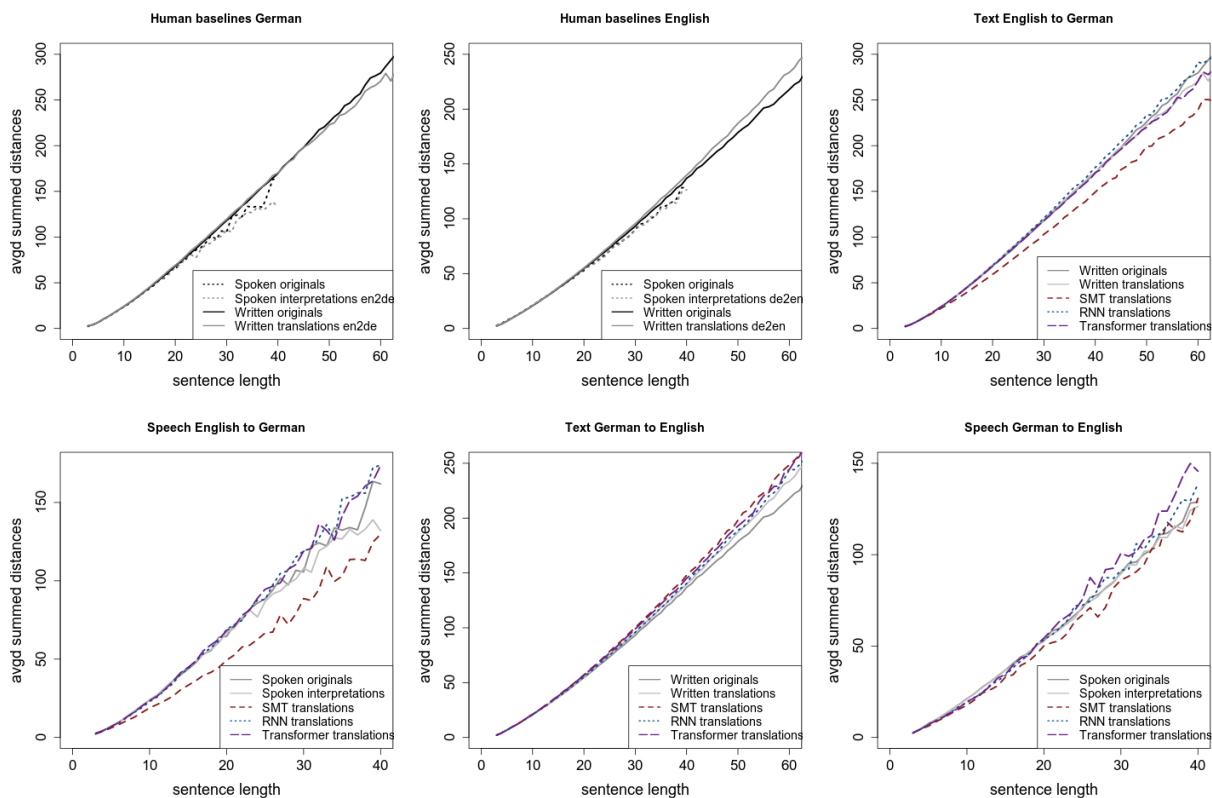 Human baselines German
avgd summed distances
0
50
100
150
200
250
300
0 10 20 30 40 50 60
sentence length
Spoken originals
Spoken interpretations en2de
Written originals
Written translations en2de
Human baselines English
avgd summed distances
0
50
100
150
200
250
0 10 20 30 40 50 60
sentence length
Spoken originals
Spoken interpretations de2en
Written originals
Written translations de2en
Text English to German
avgd summed distances
0
50
100
150
200
250
300
0 10 20 30 40 50 60
sentence length
Written originals
Written translations
SMT translations
RNN translations
Transformer translations
Speech English to German
avgd summed distances
0
50
100
150
0 10 20 30 40
sentence length
Spoken originals
Spoken interpretations
SMT translations
RNN translations
Transformer translations
Text German to English
avgd summed distances
0
50
100
150
200
250
0 10 20 30 40 50 60
sentence length
Written originals
Written translations
SMT translations
RNN translations
Transformer translations
Speech German to English
avgd summed distances
0
50
100
150
0 10 20 30 40
sentence length
Spoken originals
Spoken interpretations
SMT translations
RNN translations
Transformer translations